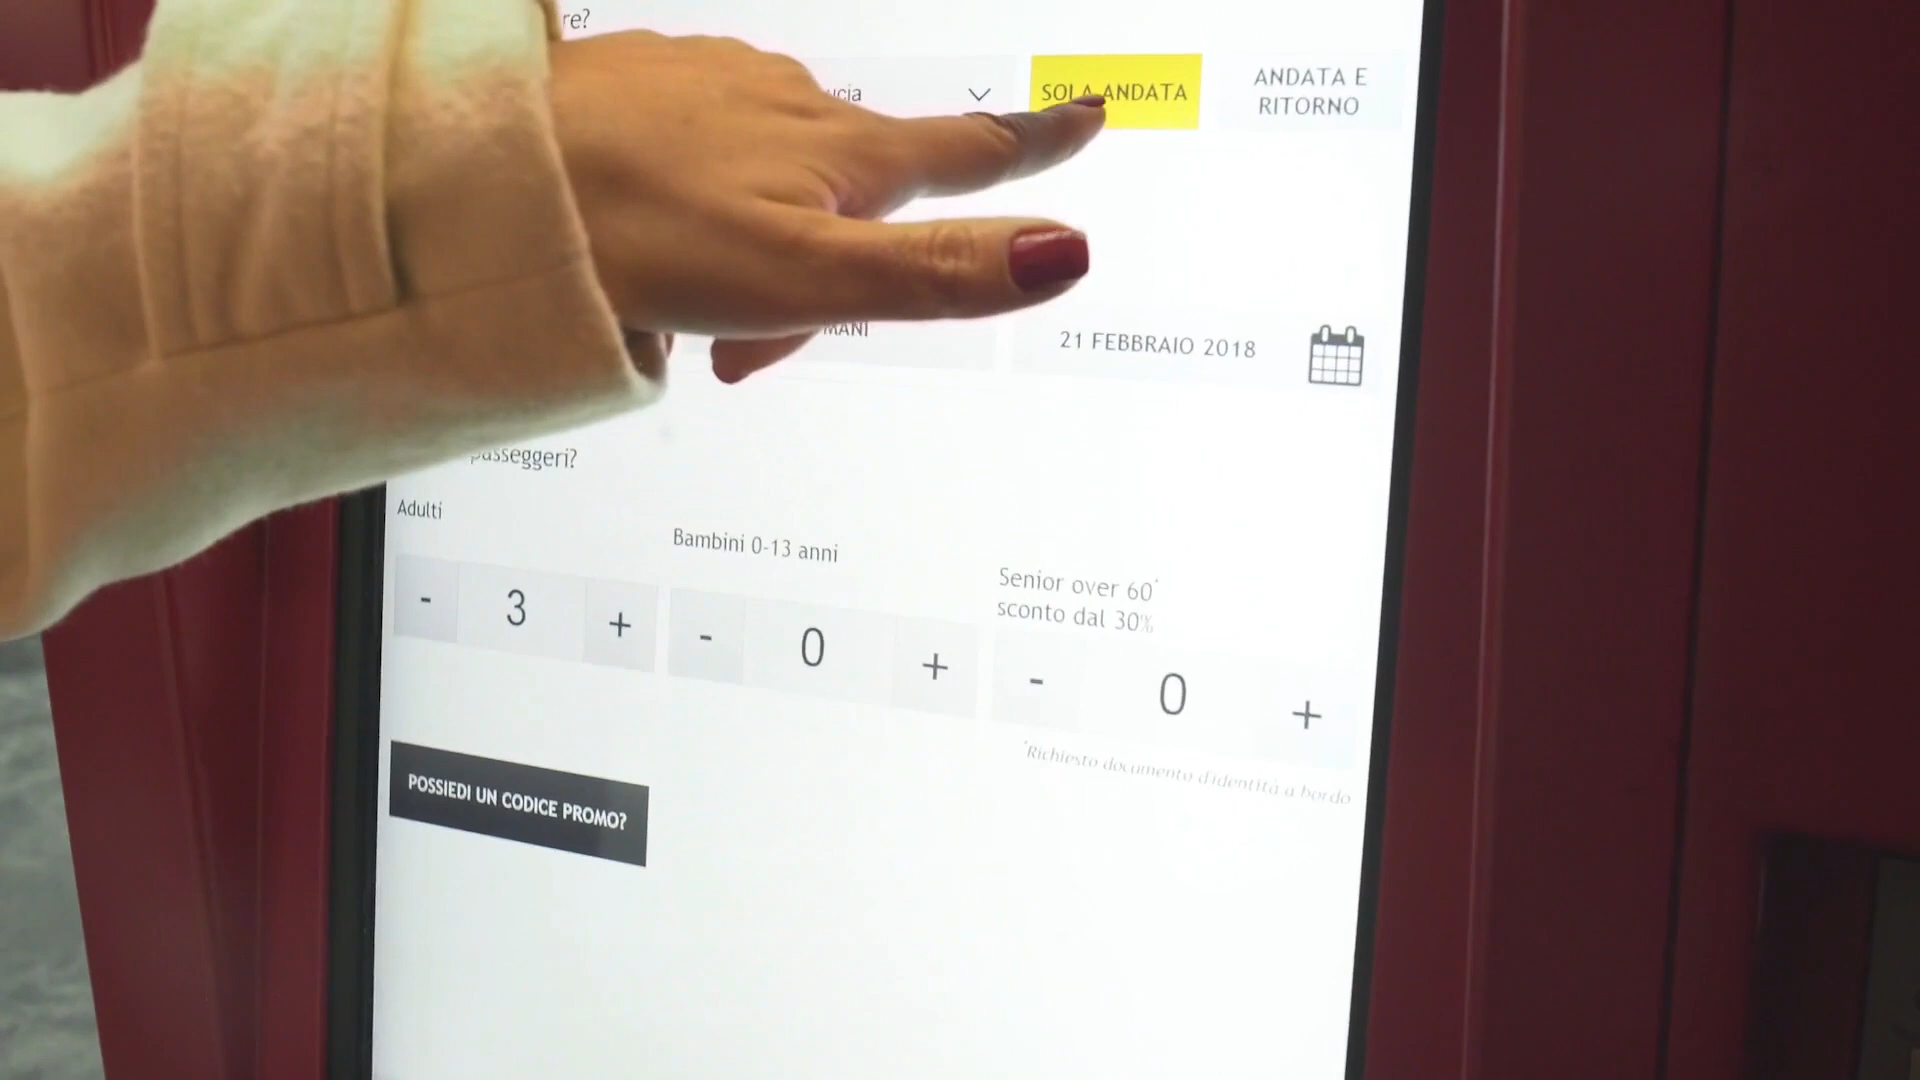 SOLA ANDATA
ANDATA E
RITORNO
21 FEBBRAIO 2018
passeggeri?
Adulti
Bambini 0-13 anni
Senior over 60*
sconto dal 30%
- 3 +
- 0 +
- 0 +
*Richiesto documento d'identità a bordo
POSSIEDI UN CODICE PROMO?